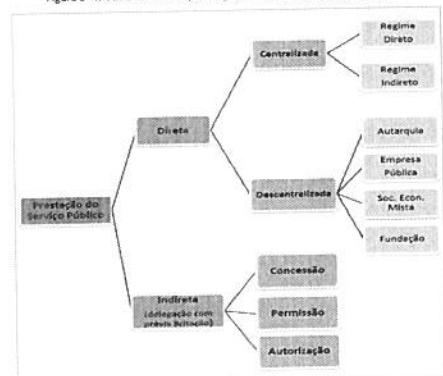 Prestação do
Serviço Público
Direta
Centralizada
Regime
Direto
Regime
Indireto
Descentralizada
Autarquia
Empresa
Pública
Soc. Econ.
Mista
Fundação
Indireta
(delegação com
prévia licitação)
Concessão
Permissão
Autorização